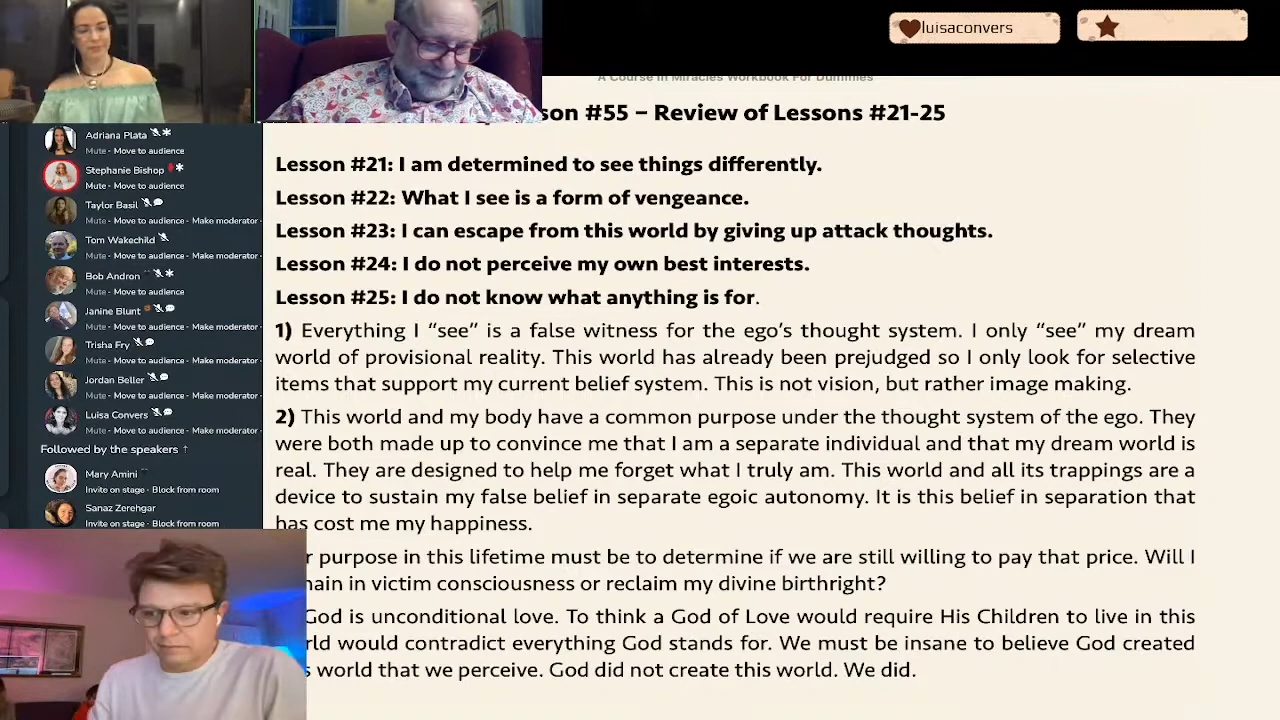 luisaconvers
A Course in Miracles Workbook For Dummies
son #55 – Review of Lessons #21-25
Adriana Plata
Mute - Move to audience
Stephanie Bishop
Mute - Move to audience
Taylor Basil
Mute - Move to audience - Make moderator -
Tom Wakechild
Mute - Move to audience - Make moderator -
Bob Andron
Mute - Move to audience
Janine Blunt
Mute - Move to audience - Make moderator -
Trisha Fry
Mute - Move to audience - Make moderator -
Jordan Beller
Mute - Move to audience - Make moderator -
Luisa Convers
Mute - Move to audience - Make moderator -
Followed by the speakers ↑
Mary Amini
Invite on stage - Block from room
Sanaz Zerehgar
Invite on stage - Block from room
Lesson #21: I am determined to see things differently.
Lesson #22: What I see is a form of vengeance.
Lesson #23: I can escape from this world by giving up attack thoughts.
Lesson #24: I do not perceive my own best interests.
Lesson #25: I do not know what anything is for.
1) Everything I “see” is a false witness for the ego’s thought system. I only “see” my dream
world of provisional reality. This world has already been prejudged so I only look for selective
items that support my current belief system. This is not vision, but rather image making.
2) This world and my body have a common purpose under the thought system of the ego. They
were both made up to convince me that I am a separate individual and that my dream world is
real. They are designed to help me forget what I truly am. This world and all its trappings are a
device to sustain my false belief in separate egoic autonomy. It is this belief in separation that
has cost me my happiness.
r purpose in this lifetime must be to determine if we are still willing to pay that price. Will I
ain in victim consciousness or reclaim my divine birthright?
God is unconditional love. To think a God of Love would require His Children to live in this
rld would contradict everything God stands for. We must be insane to believe God created
s world that we perceive. God did not create this world. We did.